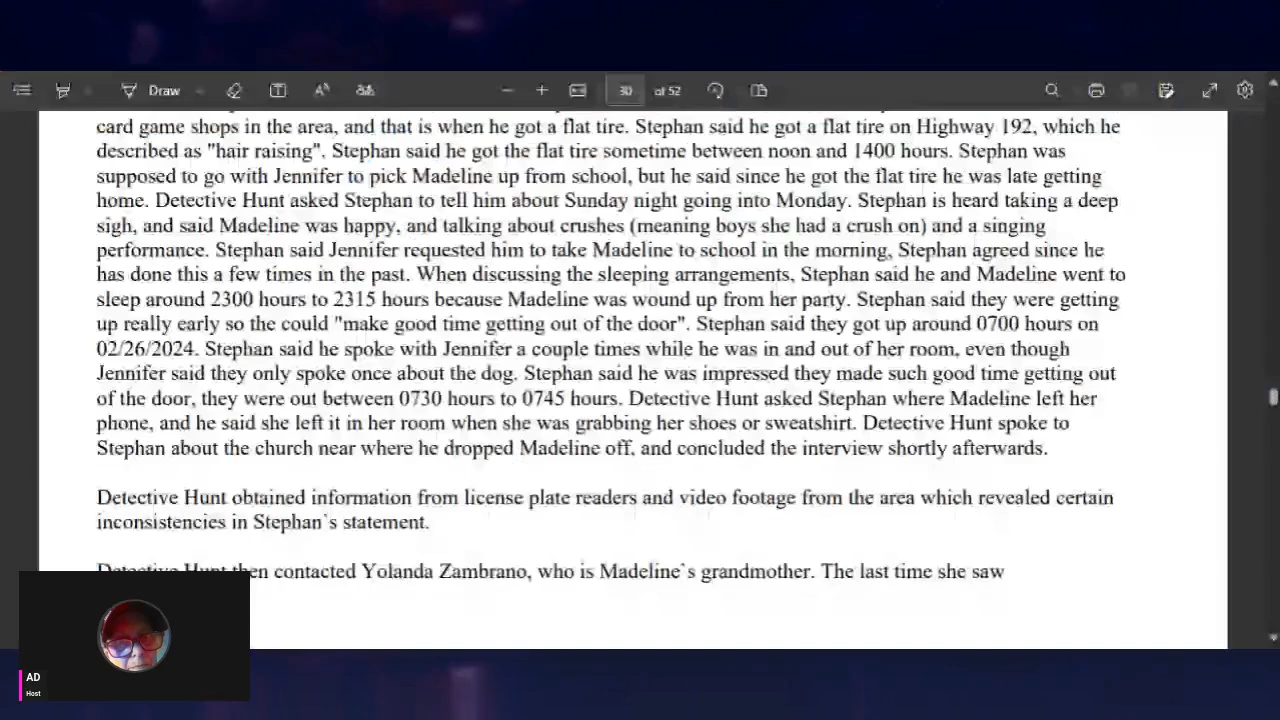 Draw
30 of 52
card game shops in the area, and that is when he got a flat tire. Stephan said he got a flat tire on Highway 192, which he
described as "hair raising". Stephan said he got the flat tire sometime between noon and 1400 hours. Stephan was
supposed to go with Jennifer to pick Madeline up from school, but he said since he got the flat tire he was late getting
home. Detective Hunt asked Stephan to tell him about Sunday night going into Monday. Stephan is heard taking a deep
sigh, and said Madeline was happy, and talking about crushes (meaning boys she had a crush on) and a singing
performance. Stephan said Jennifer requested him to take Madeline to school in the morning, Stephan agreed since he
has done this a few times in the past. When discussing the sleeping arrangements, Stephan said he and Madeline went to
sleep around 2300 hours to 2315 hours because Madeline was wound up from her party. Stephan said they were getting
up really early so the could "make good time getting out of the door". Stephan said they got up around 0700 hours on
02/26/2024. Stephan said he spoke with Jennifer a couple times while he was in and out of her room, even though
Jennifer said they only spoke once about the dog. Stephan said he was impressed they made such good time getting out
of the door, they were out between 0730 hours to 0745 hours. Detective Hunt asked Stephan where Madeline left her
phone, and he said she left it in her room when she was grabbing her shoes or sweatshirt. Detective Hunt spoke to
Stephan about the church near where he dropped Madeline off, and concluded the interview shortly afterwards.
Detective Hunt obtained information from license plate readers and video footage from the area which revealed certain
inconsistencies in Stephan`s statement.
Detective Hunt then contacted Yolanda Zambrano, who is Madeline`s grandmother. The last time she saw
AD
Host